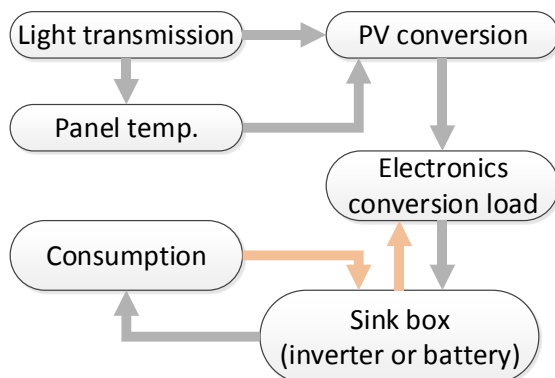 Light transmission
PV conversion
Panel temp.
Electronics
conversion load
Consumption
Sink box
(inverter or battery)